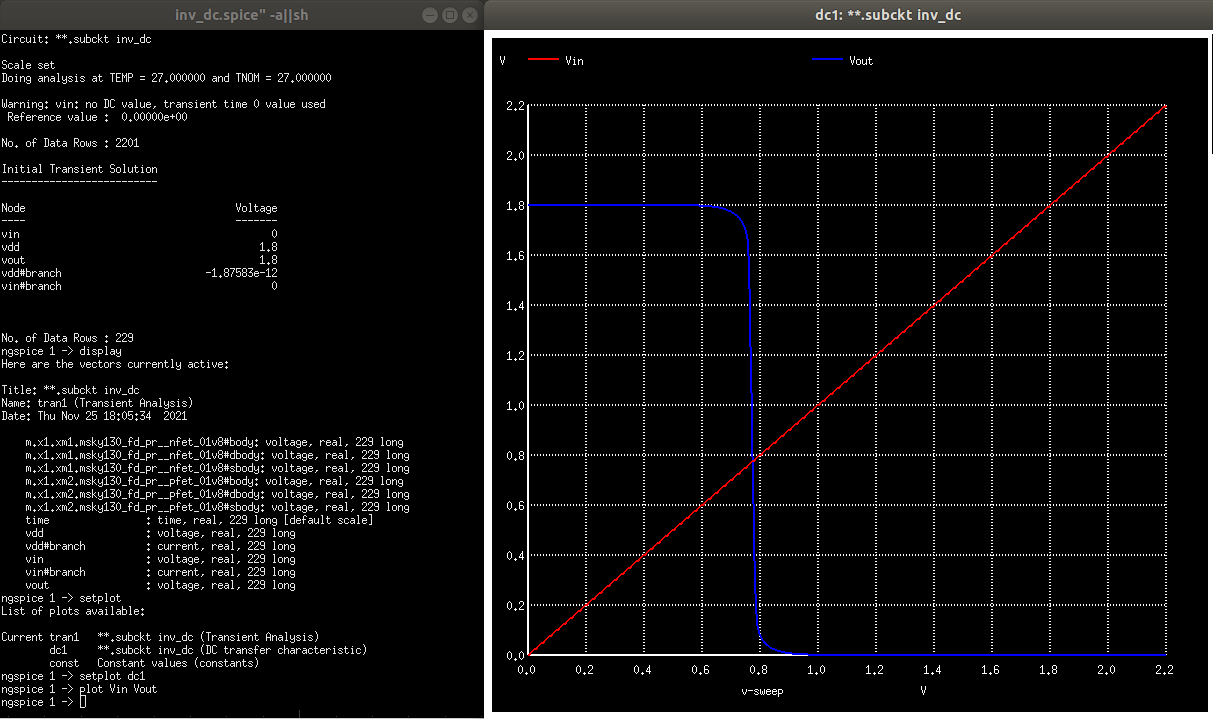 inv_dc.spice" -a||sh
Circuit: **.subckt inv_dc
Scale set
Doing analysis at TEMP = 27.000000 and TNOM = 27.000000
Warning: vin: no DC value, transient time 0 value used
Reference value :  0.00000e+00
No. of Data Rows : 2201
Initial Transient Solution
--------------------------
Node Voltage
---- -------
vin 0
vdd 1.8
vout 1.8
vdd#branch -1.87583e-12
vin#branch 0
No. of Data Rows : 229
ngspice 1 -> display
Here are the vectors currently active:
Title: **.subckt inv_dc
Name: tran1 (Transient Analysis)
Date: Thu Nov 25 18:05:34  2021
m.x1.xm1.msky130_fd_pr__nfet_01v8#body: voltage, real, 229 long
m.x1.xm1.msky130_fd_pr__nfet_01v8#dbody: voltage, real, 229 long
m.x1.xm1.msky130_fd_pr__nfet_01v8#sbody: voltage, real, 229 long
m.x1.xm2.msky130_fd_pr__pfet_01v8#body: voltage, real, 229 long
m.x1.xm2.msky130_fd_pr__pfet_01v8#dbody: voltage, real, 229 long
m.x1.xm2.msky130_fd_pr__pfet_01v8#sbody: voltage, real, 229 long
time : time, real, 229 long [default scale]
vdd : voltage, real, 229 long
vdd#branch : current, real, 229 long
vin : voltage, real, 229 long
vin#branch : current, real, 229 long
vout : voltage, real, 229 long
ngspice 1 -> setplot
List of plots available:
Current tran1 **.subckt inv_dc (Transient Analysis)
dc1 **.subckt inv_dc (DC transfer characteristic)
const Constant values (constants)
ngspice 1 -> setplot dc1
ngspice 1 -> plot Vin Vout
ngspice 1 ->
dc1: **.subckt inv_dc
V Vin Vout
2.2
2.0
1.8
1.6
1.4
1.2
1.0
0.8
0.6
0.4
0.2
0.0
0.0 0.2 0.4 0.6 0.8 1.0 1.2 1.4 1.6 1.8 2.0 2.2
v-sweep V